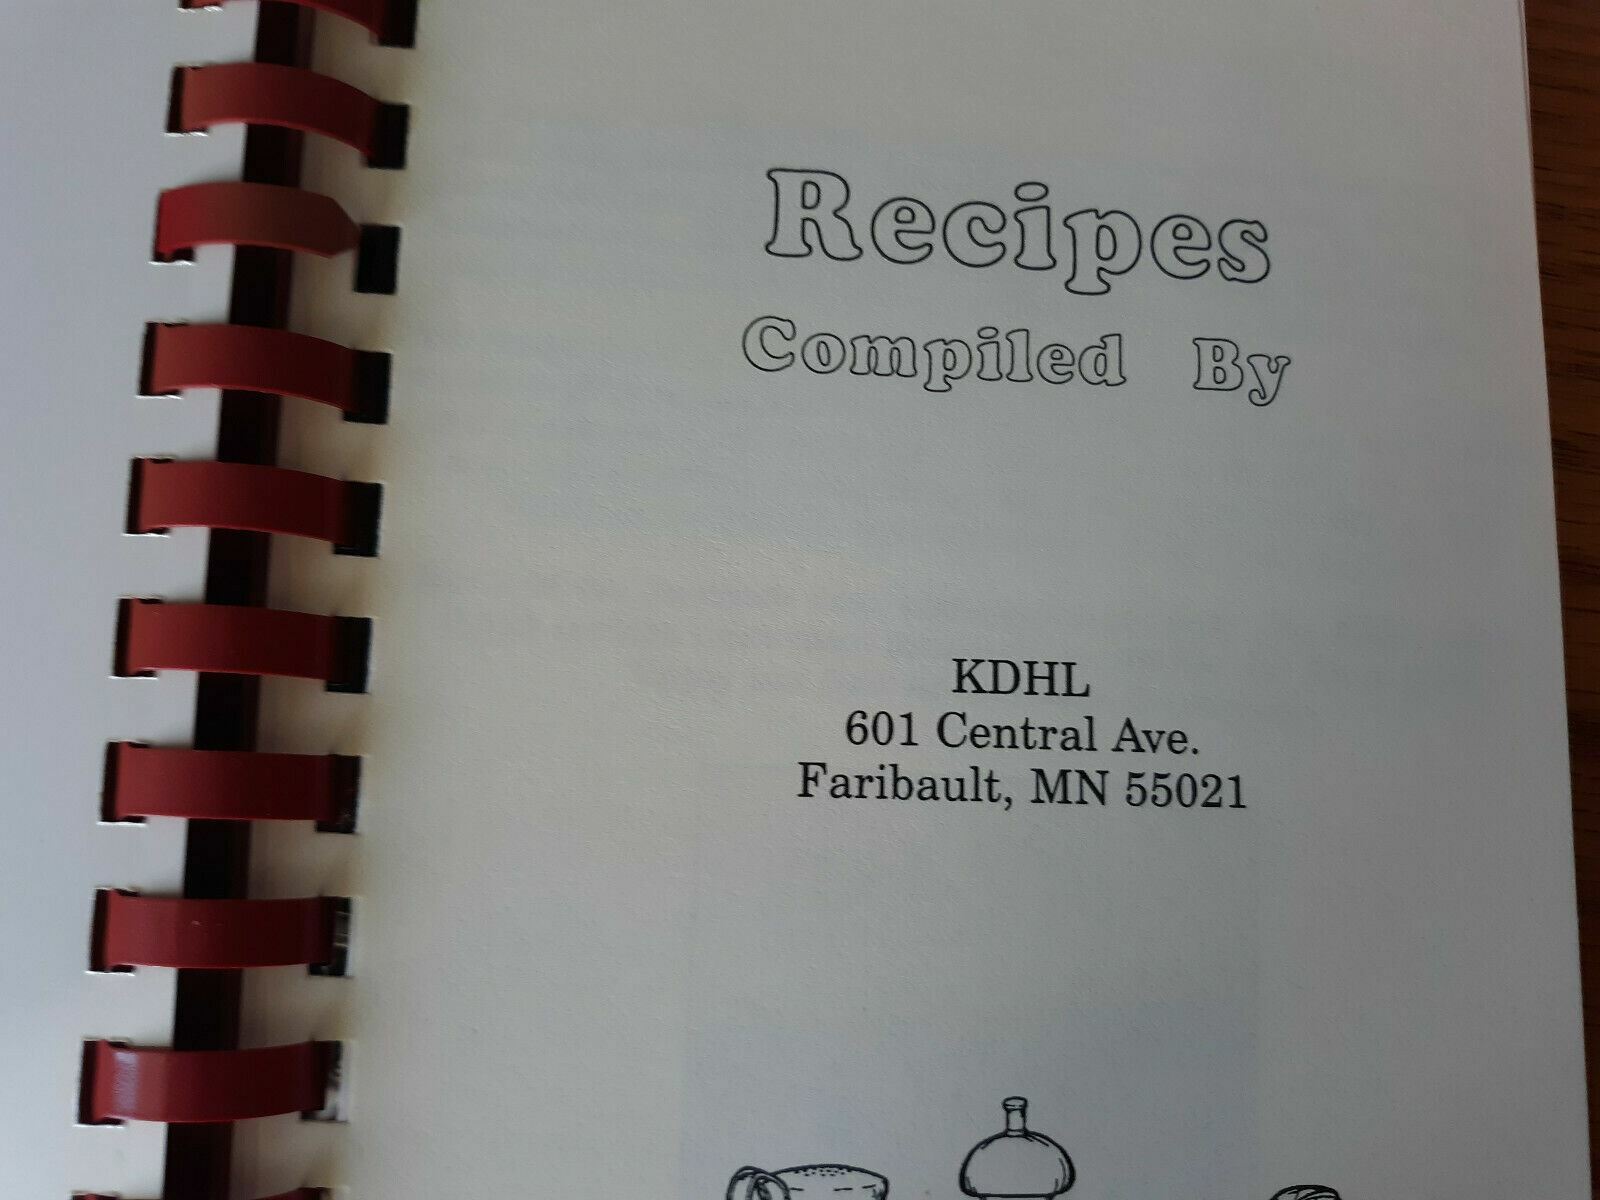 Recipes
Compiled By
KDHL
601 Central Ave.
Faribault, MN 55021